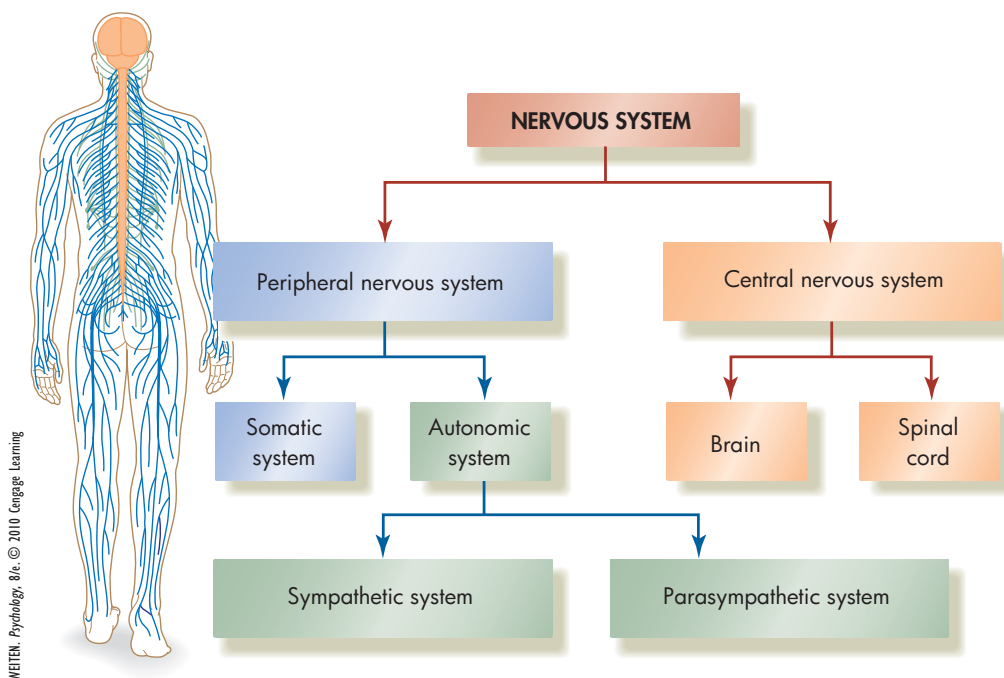 NERVOUS SYSTEM
Peripheral nervous system
Central nervous system
Somatic
system
Autonomic
system
Brain
Spinal
cord
Sympathetic system
Parasympathetic system
WEITEN. Psychology, 8/e. © 2010 Cengage Learning